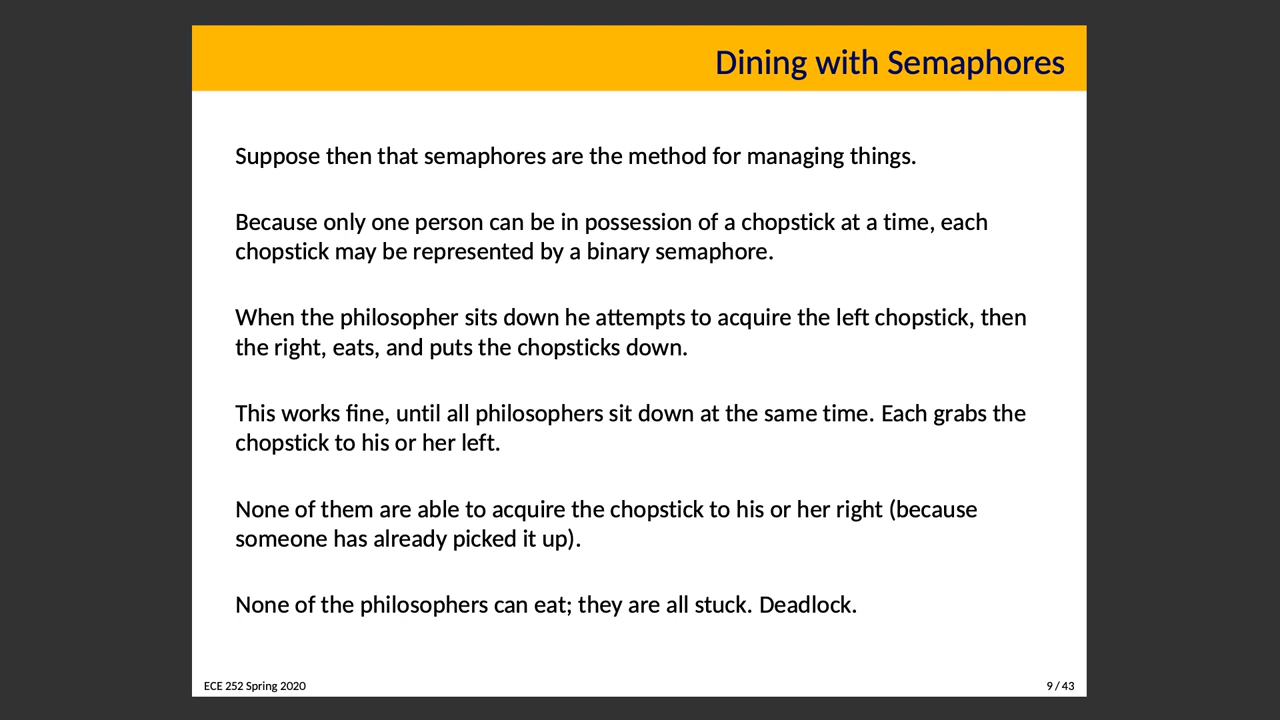 Dining with Semaphores
Suppose then that semaphores are the method for managing things.
Because only one person can be in possession of a chopstick at a time, each
chopstick may be represented by a binary semaphore.
When the philosopher sits down he attempts to acquire the left chopstick, then
the right, eats, and puts the chopsticks down.
This works fine, until all philosophers sit down at the same time. Each grabs the
chopstick to his or her left.
None of them are able to acquire the chopstick to his or her right (because
someone has already picked it up).
None of the philosophers can eat; they are all stuck. Deadlock.
ECE 252 Spring 2020
9 / 43